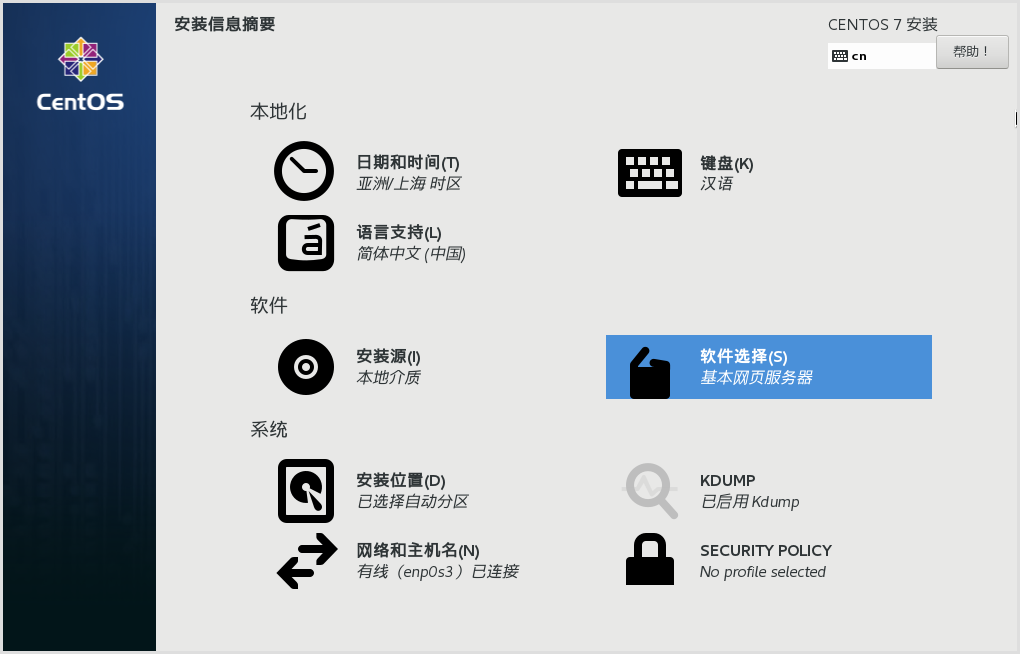 CentOS
安装信息摘要
CENTOS 7 安装
cn
帮助！
本地化
日期和时间(T)
亚洲/上海 时区
键盘(K)
汉语
语言支持(L)
简体中文 (中国)
软件
安装源(I)
本地介质
软件选择(S)
基本网页服务器
系统
安装位置(D)
已选择自动分区
KDUMP
已启用 Kdump
网络和主机名(N)
有线（enp0s3）已连接
SECURITY POLICY
No profile selected